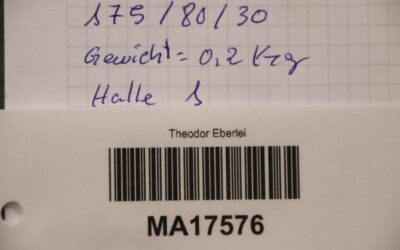 175/80/30
Gewicht = 0,2 Kg
Halle 1
Theodor Eberlei
MA17576